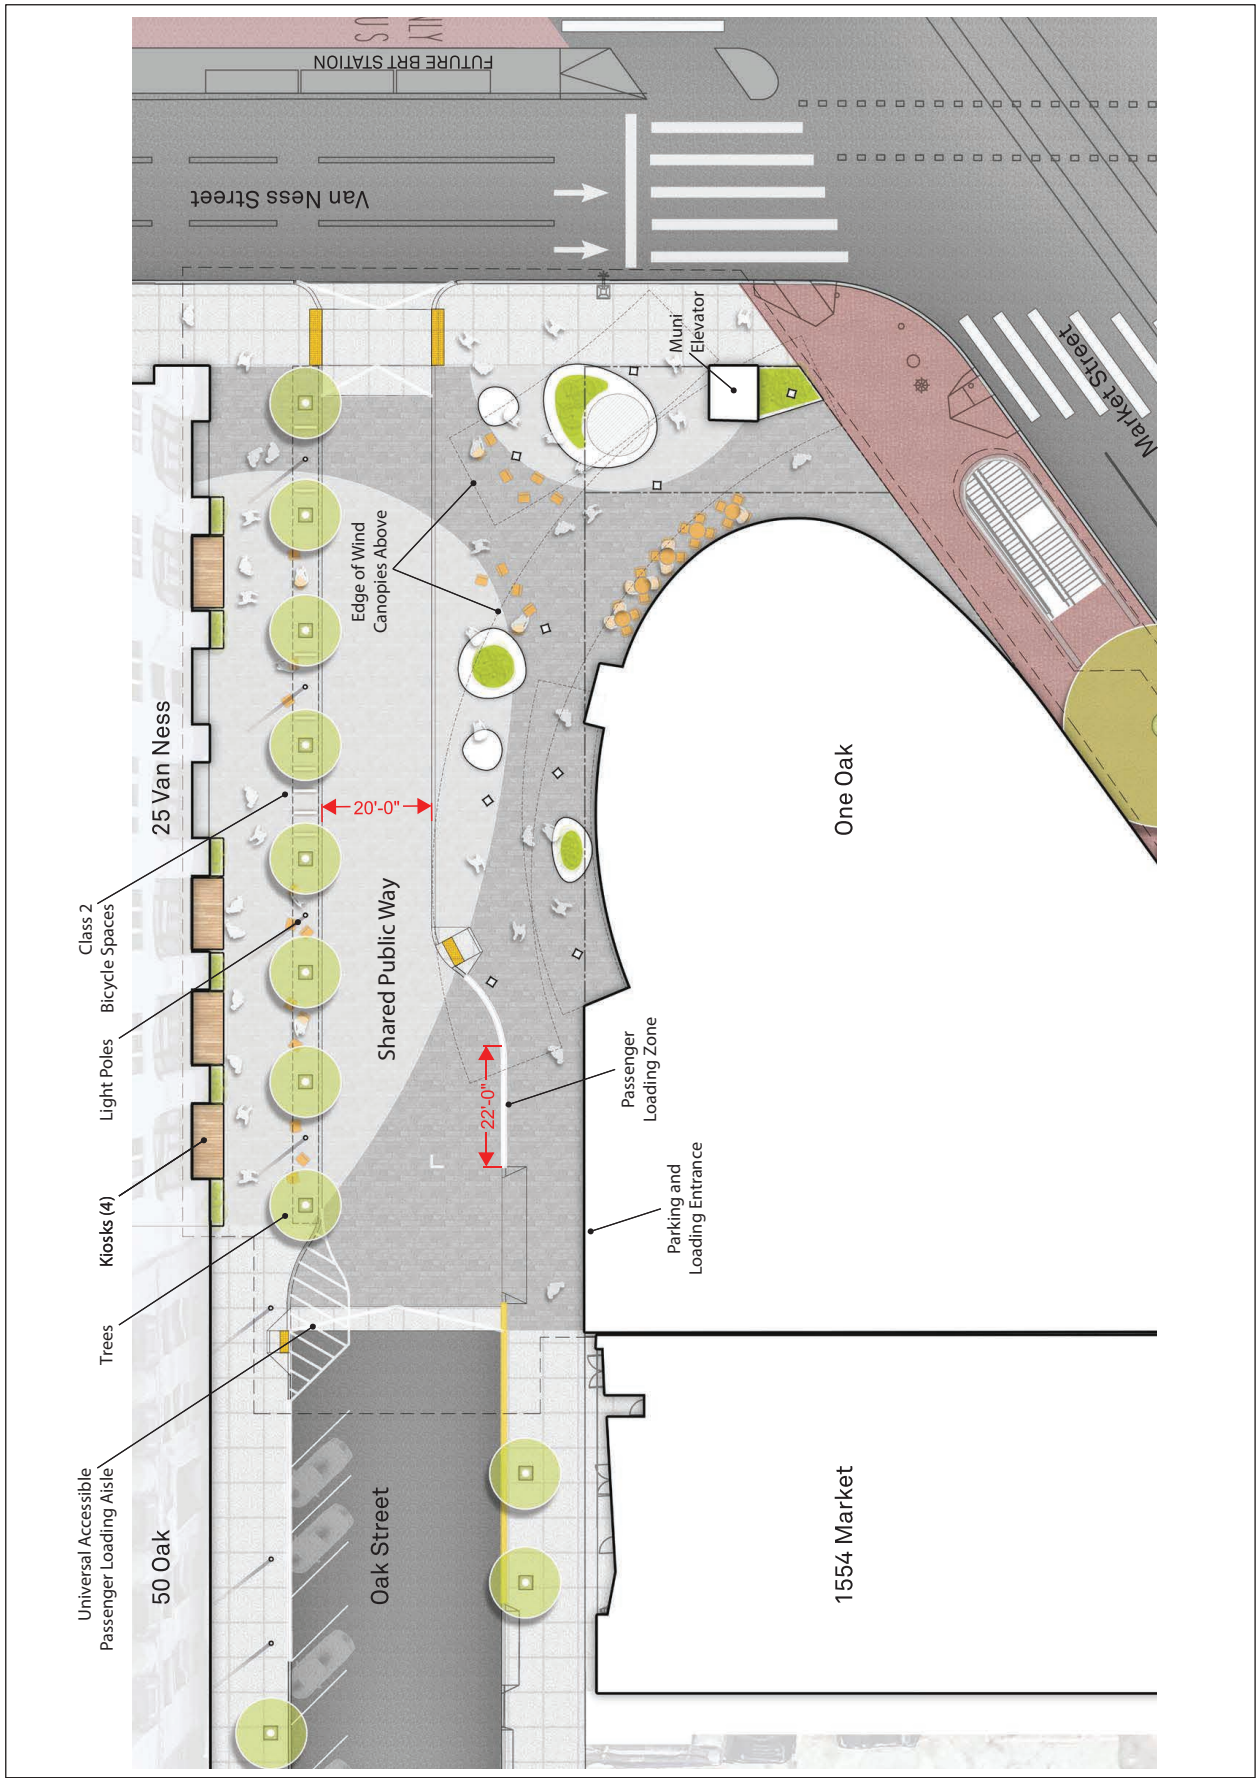 ONLY
BUS
FUTURE BRT STATION
Van Ness Street
Market Street
Muni
Elevator
Edge of Wind
Canopies Above
25 Van Ness
20'-0"
One Oak
Class 2
Bicycle Spaces
Shared Public Way
Light Poles
22'-0"
Passenger
Loading Zone
Kiosks (4)
Parking and
Loading Entrance
Trees
Universal Accessible
Passenger Loading Aisle
50 Oak
Oak Street
1554 Market